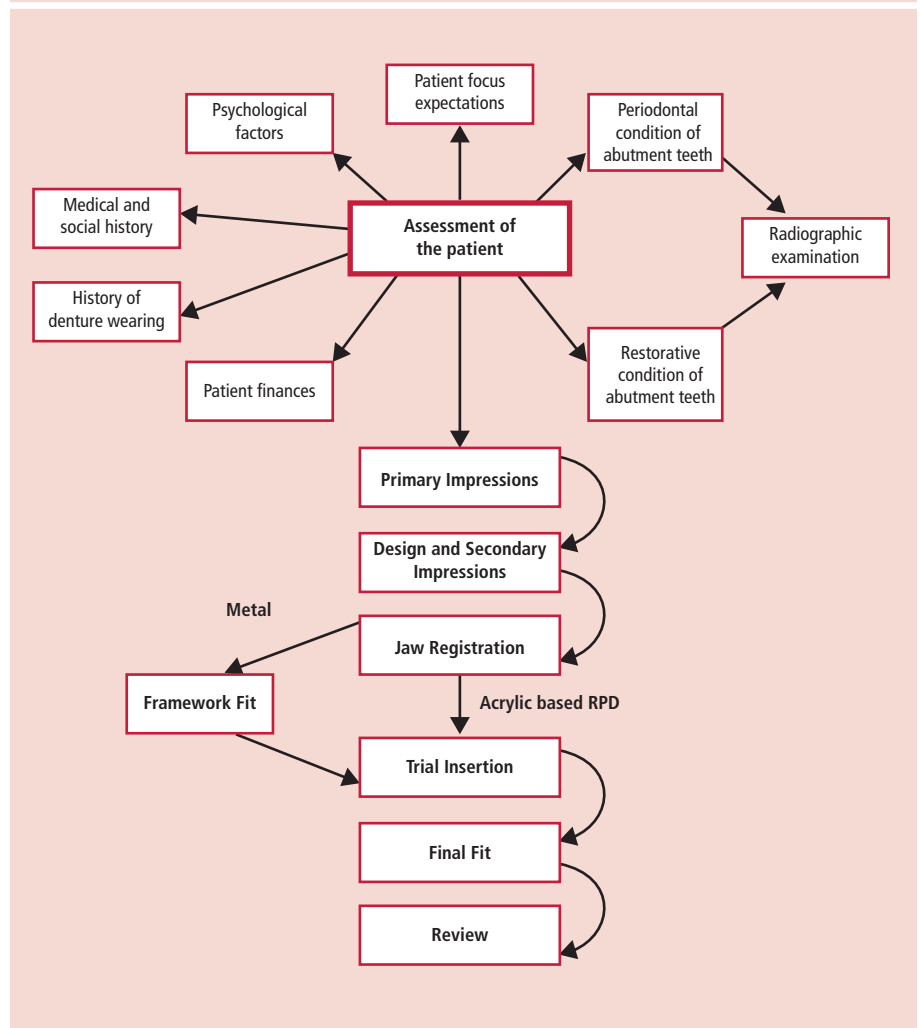 Patient focus
expectations
Psychological
factors
Periodontal
condition of
abutment teeth
Medical and
social history
Assessment of
the patient
Radiographic
examination
History of
denture wearing
Patient finances
Restorative
condition of
abutment teeth
Primary Impressions
Design and Secondary
Impressions
Metal
Jaw Registration
Framework Fit
Acrylic based RPD
Trial Insertion
Final Fit
Review